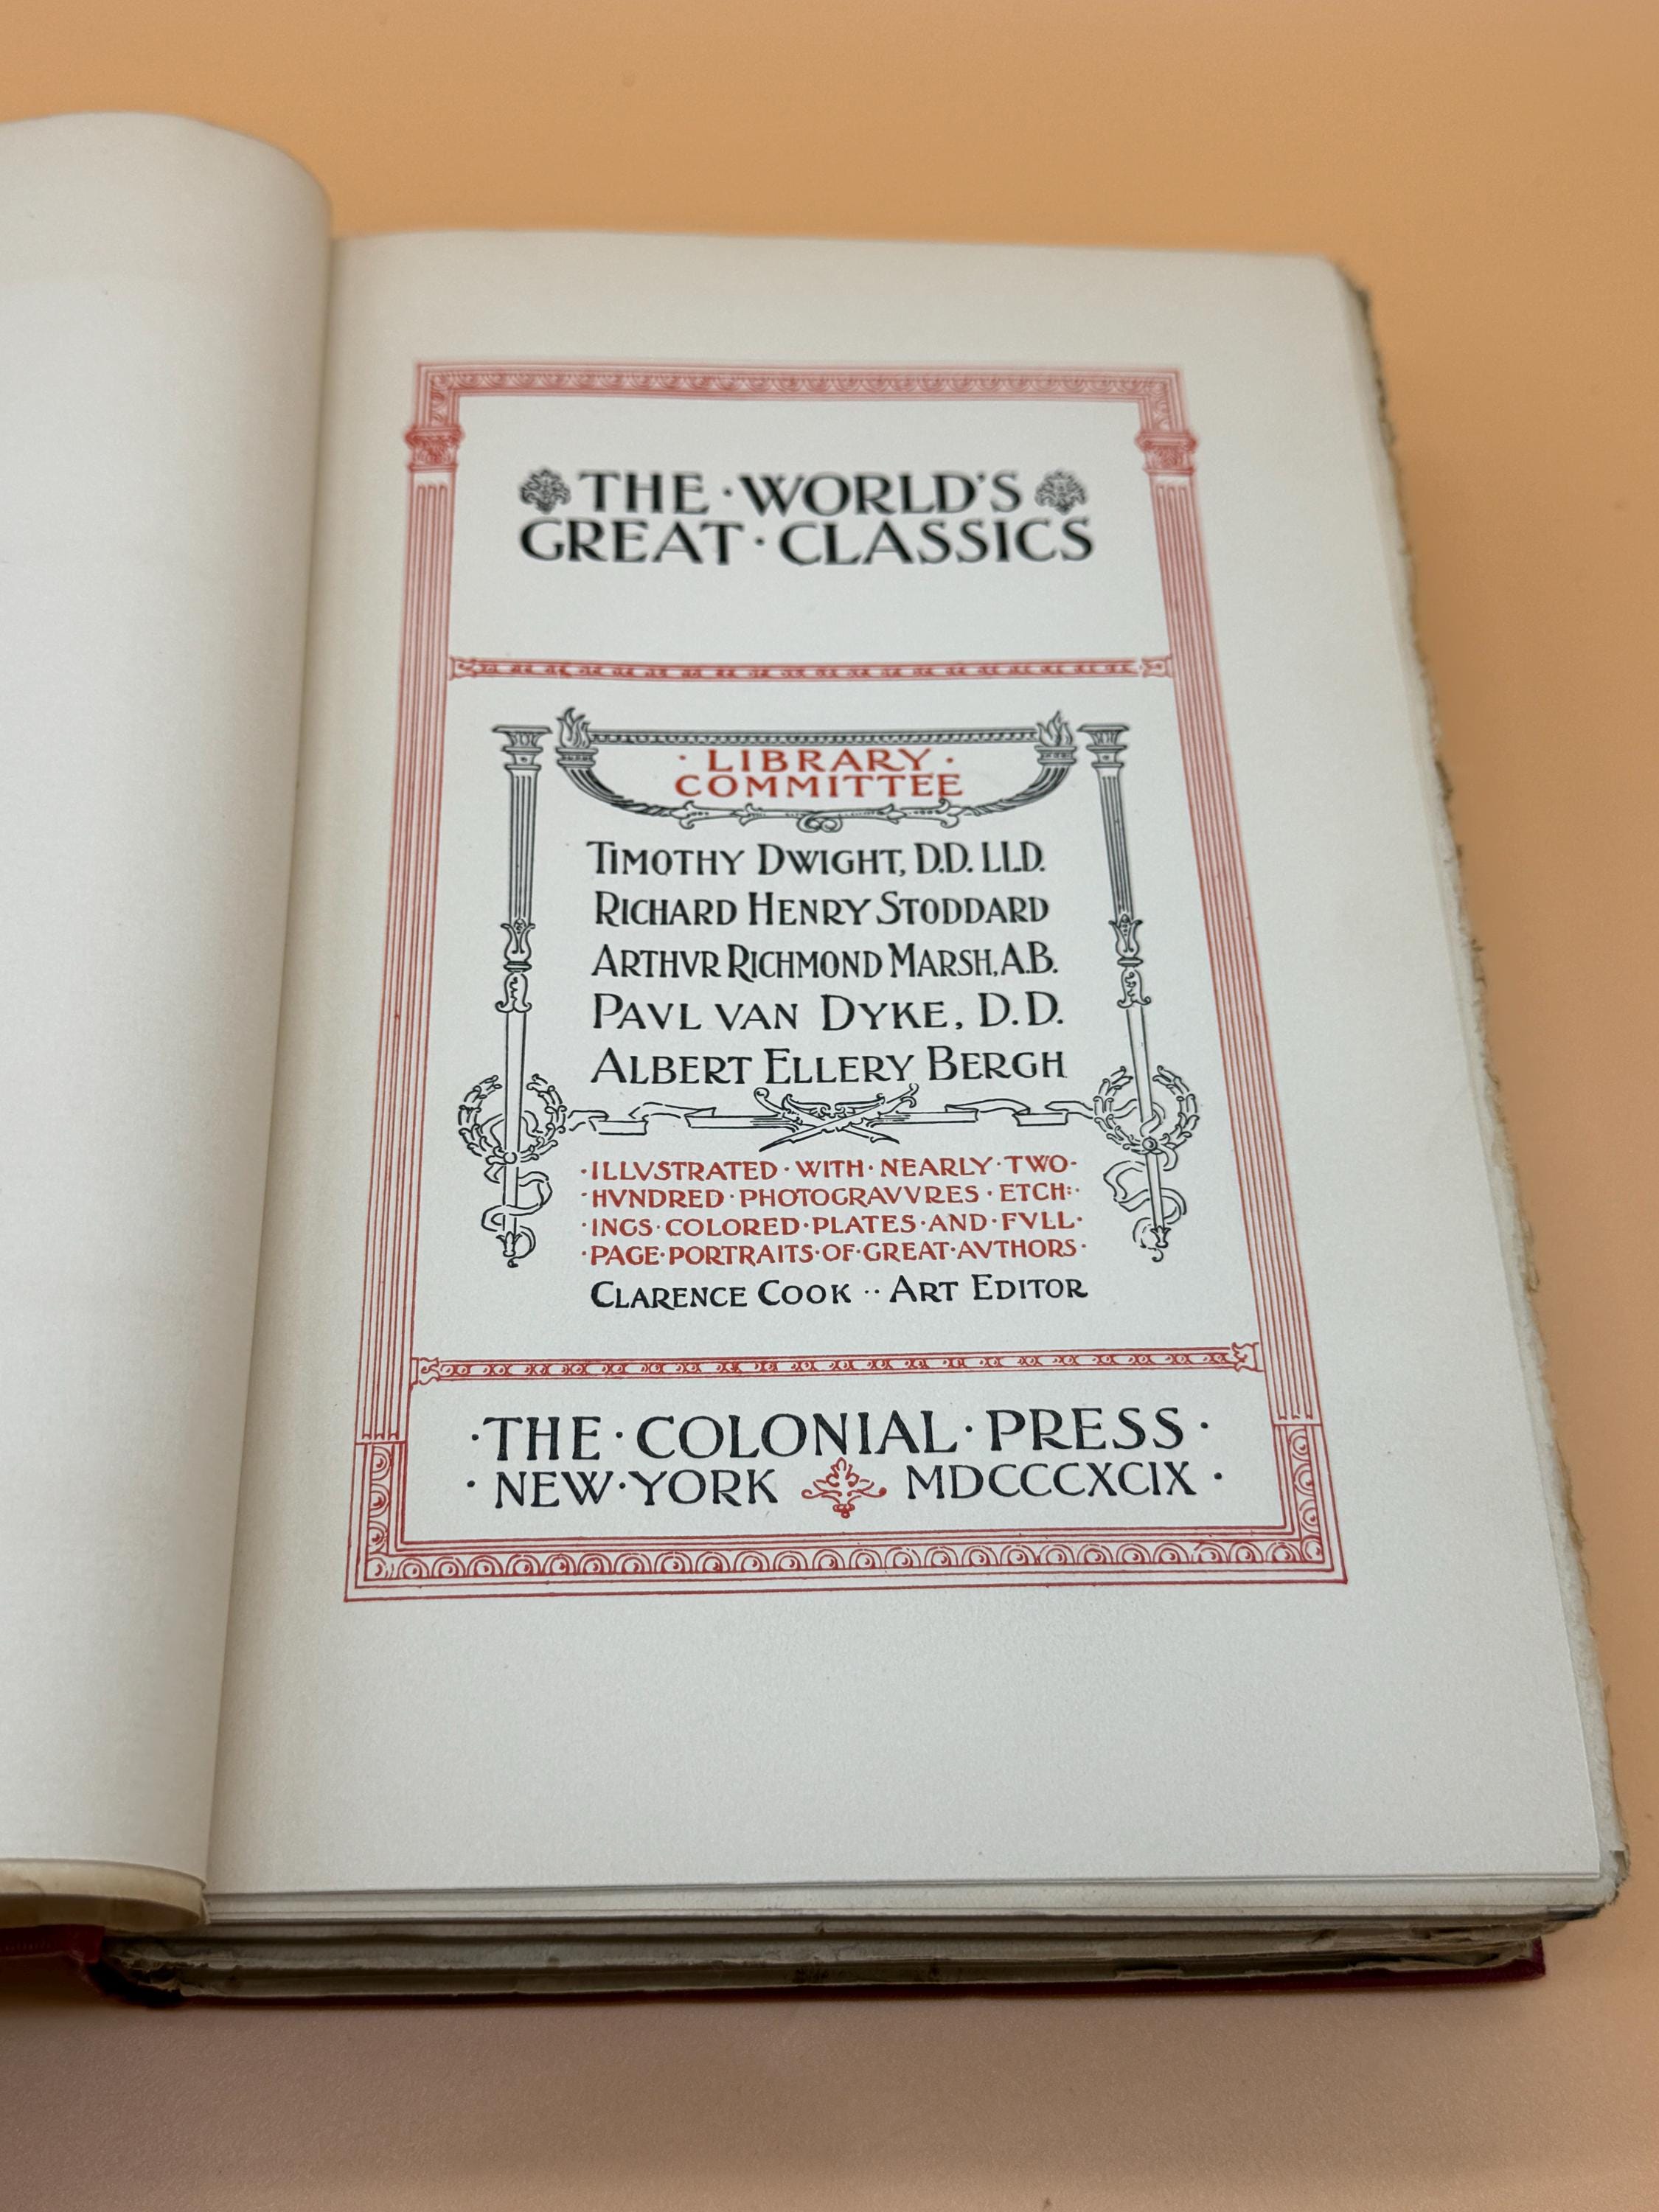 THE · WORLD'S
GREAT · CLASSICS
· LIBRARY ·
COMMITTEE
TIMOTHY DWIGHT, D.D. LL.D.
RICHARD HENRY STODDARD
ARTHVR RICHMOND MARSH, A.B.
PAVL VAN DYKE, D.D.
ALBERT ELLERY BERGH
· ILLVSTRATED · WITH · NEARLY · TWO ·
· HVNDRED · PHOTOGRAVVRES · ETCH: ·
· INGS · COLORED · PLATES · AND · FVLL ·
· PAGE · PORTRAITS · OF · GREAT · AVTHORS ·
CLARENCE COOK ·· ART EDITOR
· THE · COLONIAL · PRESS ·
· NEW · YORK MDCCCXCIX ·